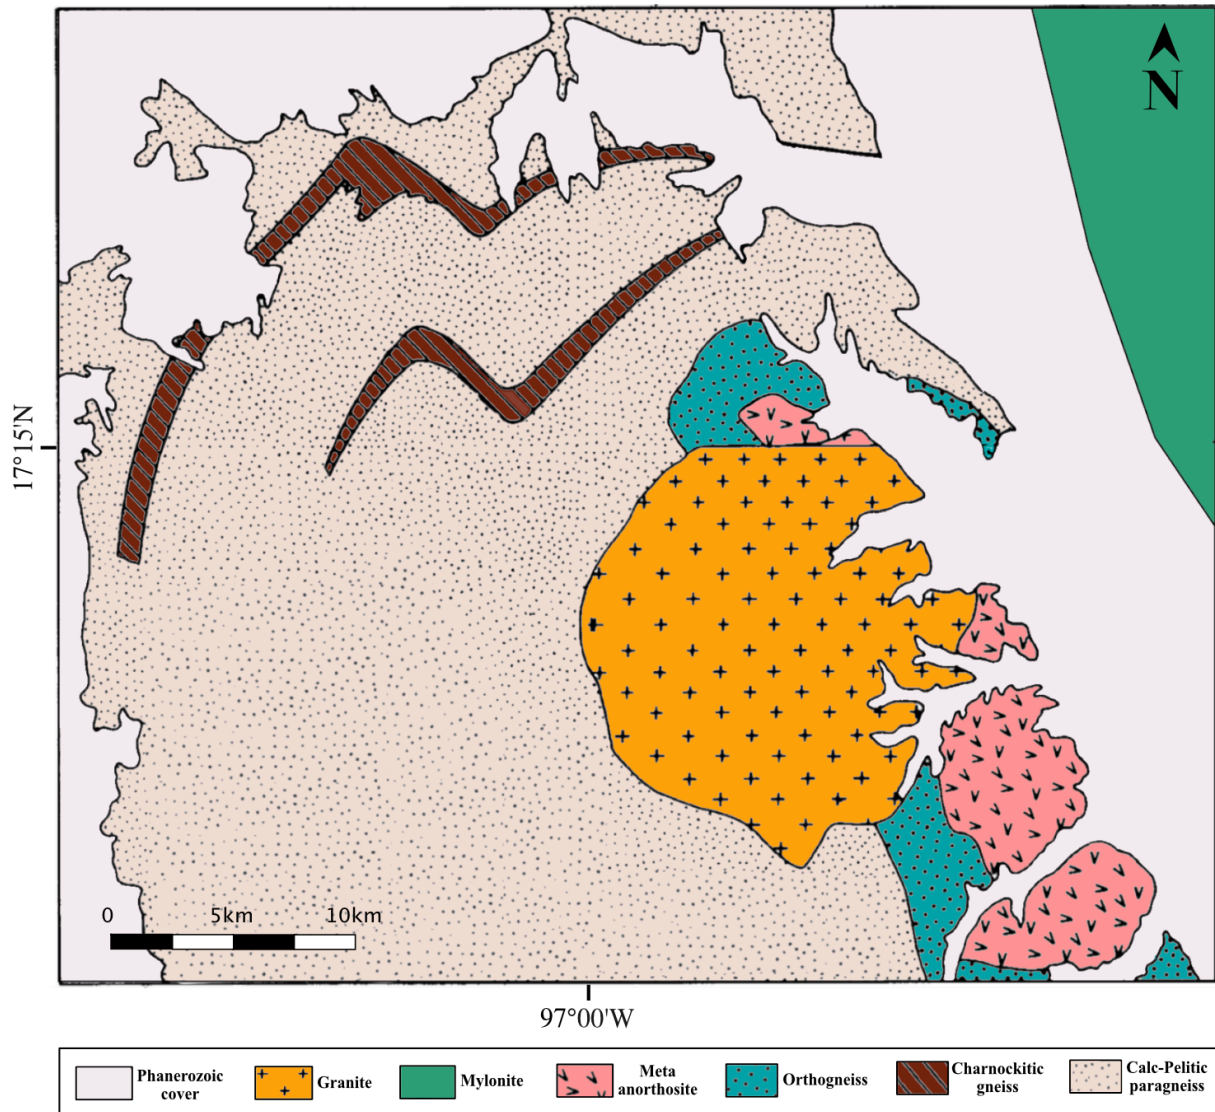 N
17°15'N
0 5km 10km
97°00'W
Phanerozoic
cover
Granite
Mylonite
Meta
anorthosite
Orthogneiss
Charnockitic
gneiss
Calc-Pelitic
paragneiss